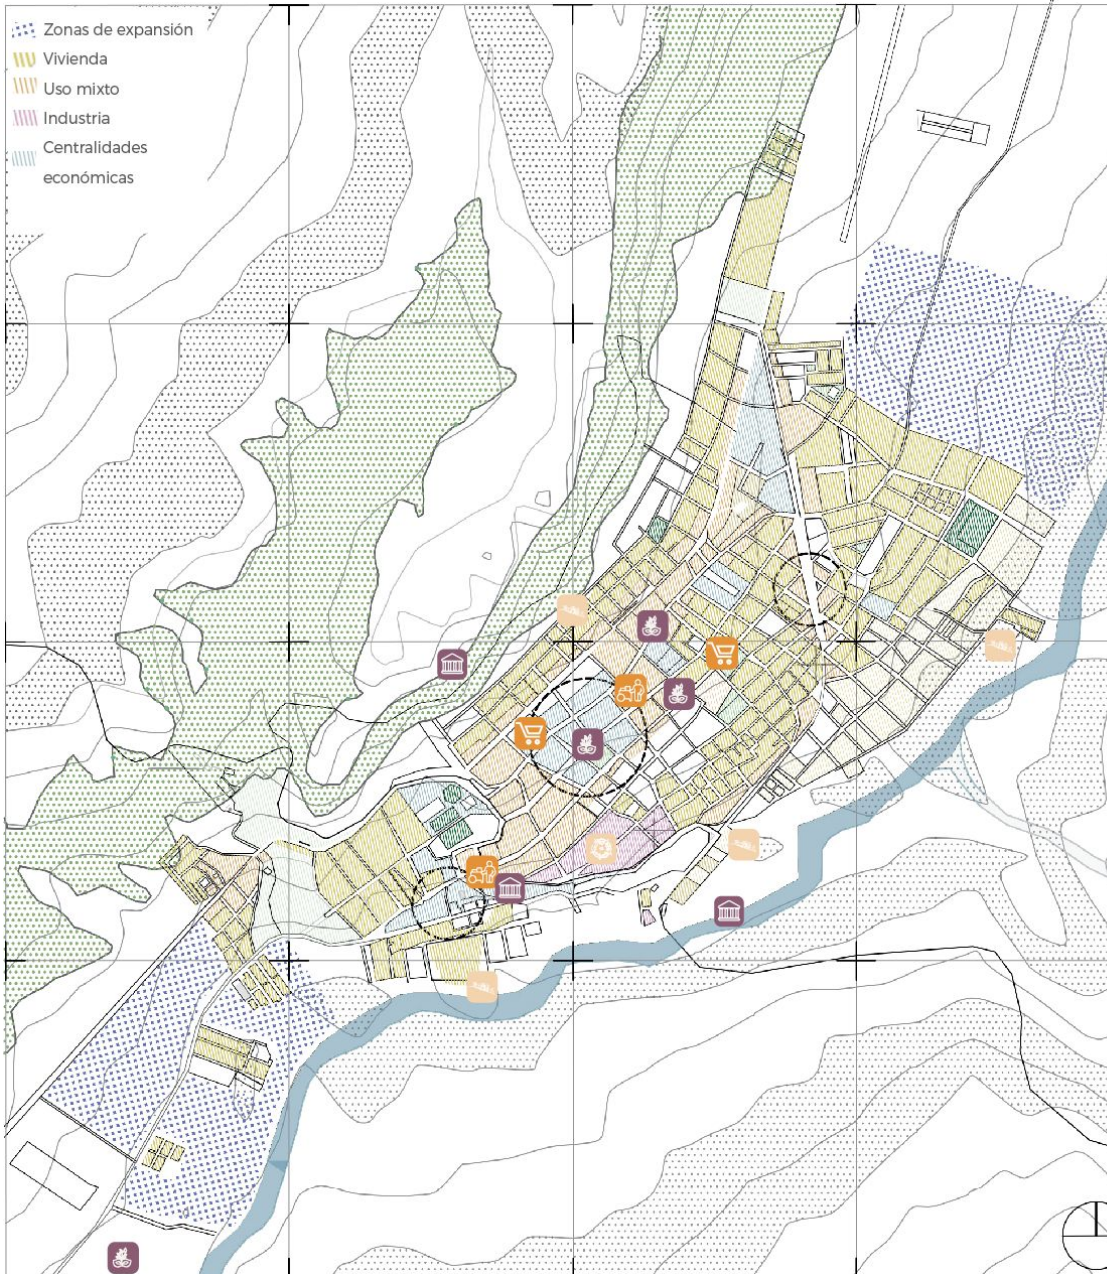 Zonas de expansión
Vivienda
Uso mixto
Industria
Centralidades
económicas